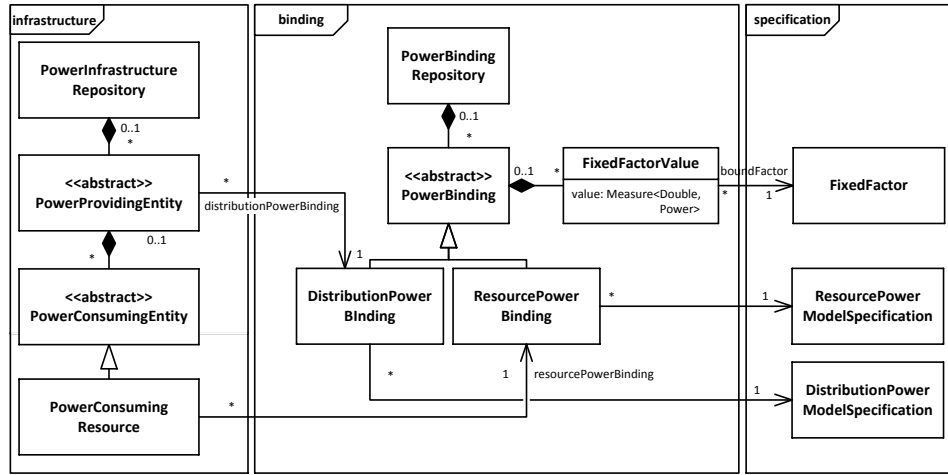 infrastructure
binding
specification
PowerInfrastructure
Repository
0..1
*
<<abstract>>
PowerProvidingEntity
*
distributionPowerBinding
1
0..1
*
<<abstract>>
PowerConsumingEntity
PowerConsuming
Resource
*
PowerBinding
Repository
0..1
*
<<abstract>>
PowerBinding
0..1
*
FixedFactorValue
value: Measure<Double,
Power>
boundFactor
*
1
FixedFactor
DistributionPower
BInding
*
ResourcePower
Binding
*
1
resourcePowerBinding
1
ResourcePower
ModelSpecification
1
DistributionPower
ModelSpecification